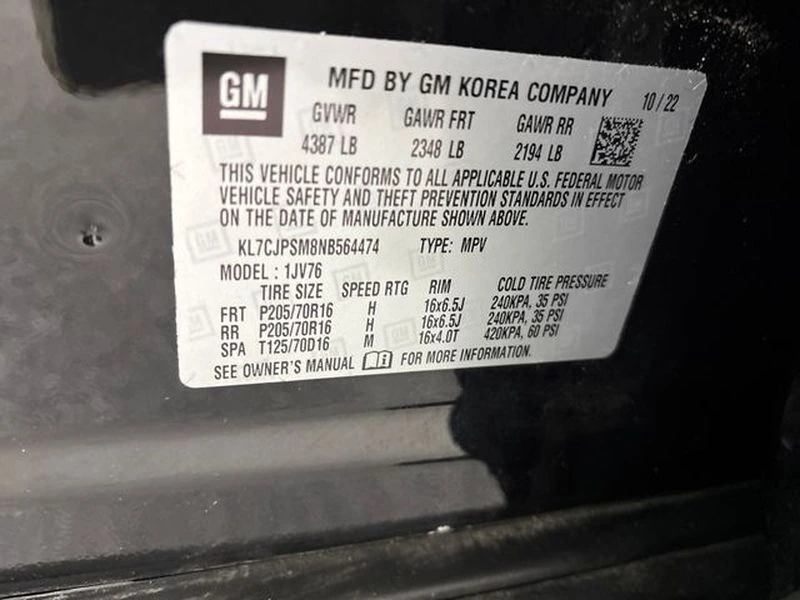 GM
MFD BY GM KOREA COMPANY 10/22
GVWR GAWR FRT GAWR RR
4387 LB 2348 LB 2194 LB
THIS VEHICLE CONFORMS TO ALL APPLICABLE U.S. FEDERAL MOTOR
VEHICLE SAFETY AND THEFT PREVENTION STANDARDS IN EFFECT
ON THE DATE OF MANUFACTURE SHOWN ABOVE.
KL7CJPSM8NB564474 TYPE: MPV
MODEL : 1JV76
TIRE SIZE SPEED RTG RIM COLD TIRE PRESSURE
FRT P205/70R16 H 16x6.5J 240KPA, 35 PSI
RR P205/70R16 H 16x6.5J 240KPA, 35 PSI
SPA T125/70D16 M 16x4.0T 420KPA, 60 PSI
SEE OWNER'S MANUAL FOR MORE INFORMATION.